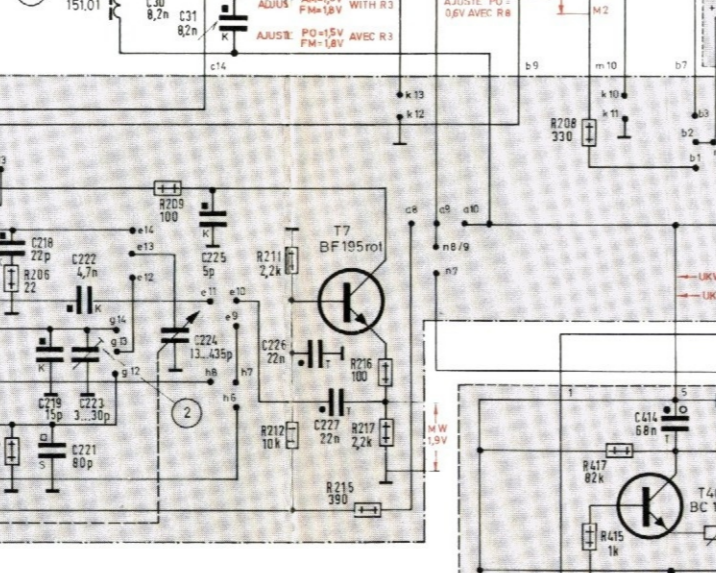 151,01
C30
8,2n
C31
8,2n
K
ADJUST
FM=1,8V WITH R3
ADJUST PO=1,5V AVEC R3
FM=1,8V
ADJUSTE PO=
0,6V AVEC R8
M2
c14
b9
m10
b7
k13
k12
k10
k11
R208
330
b3
b2
b1
3
R209
100
K
C225
5p
c8
a9
a10
T7
BF195rot
n8/9
n7
C218
22p
R206
22
C222
4,7n
K
e14
e13
e12
R211
2,2k
e11
e10
e9
g14
g13
g12
C224
13...435p
C226
22n
T
R216
100
h8
h7
h6
K
C219
15p
C223
3...30p
2
C227
22n
T
R217
2,2k
R212
10k
MW
1,9V
C221
80p
S
R215
390
UK
UK
1
5
C414
68n
T
R417
82k
T4
BC 1
R415
1k